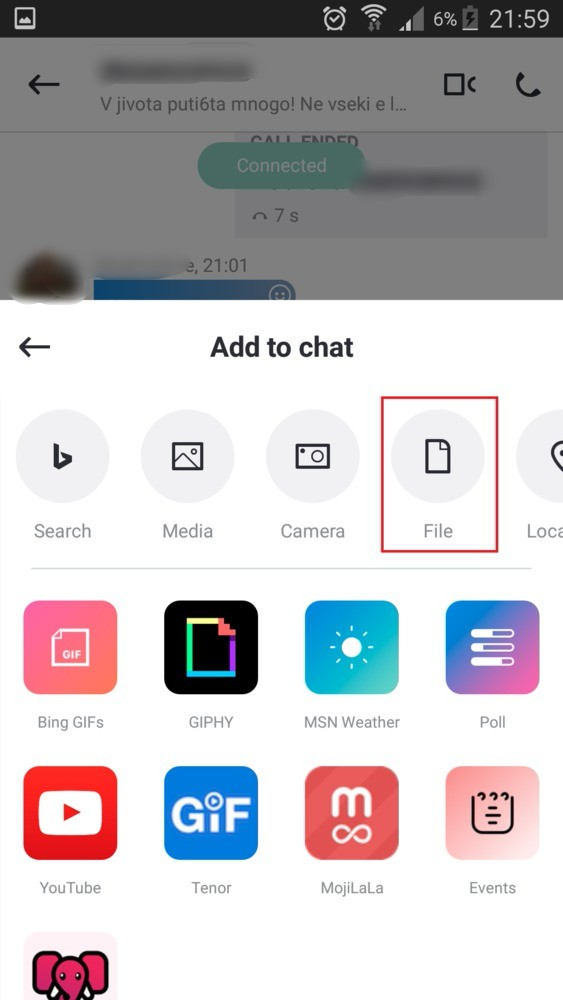 6% 21:59
V jivota puti6ta mnogo! Ne vseki e l...
CALL ENDED
Connected
7 s
e, 21:01
Add to chat
Search Media Camera File Loca
GIF
Bing GIFs GIPHY MSN Weather Poll
GIF m
YouTube Tenor MojiLaLa Events